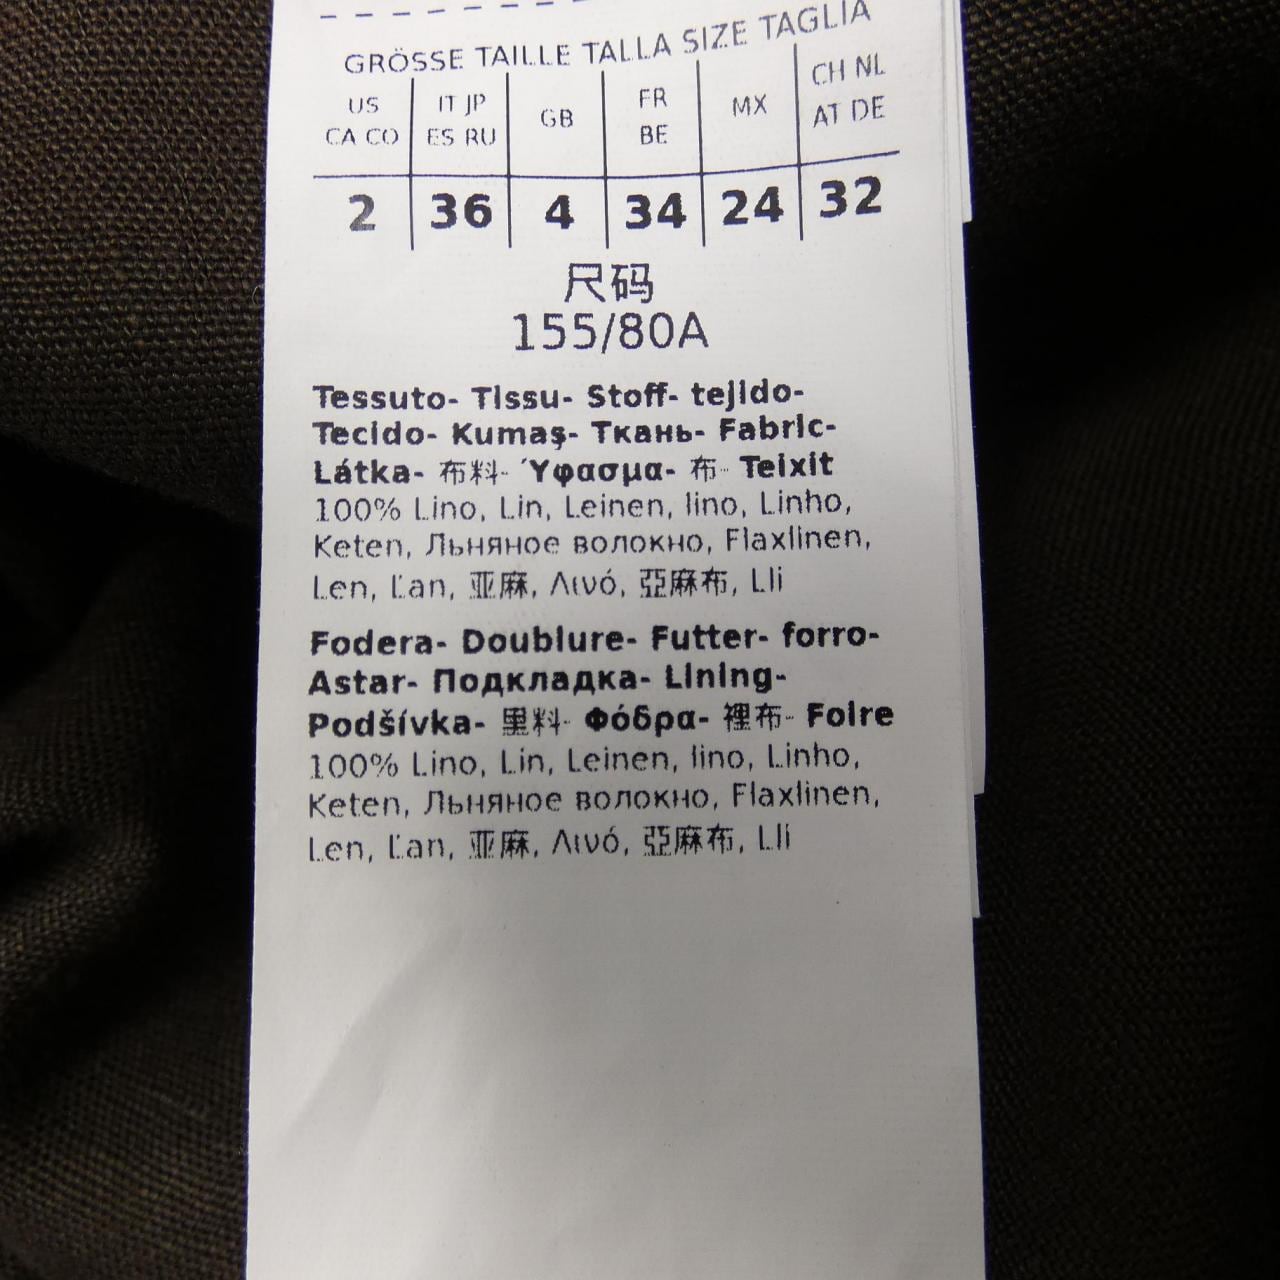 GRÖSSE TAILLE TALLA SIZE TAGLIA
US IT JP GB FR MX CH NL
CA CO ES RU BE AT DE
2 36 4 34 24 32
尺码
155/80A
Tessuto- Tissu- Stoff- tejido-
Tecido- Kumaş- Ткань- Fabric-
Látka- 布料- Ύφασμα- 布- Teixit
100% Lino, Lin, Leinen, lino, Linho,
Keten, Льняное волокно, Flaxlinen,
Len, Ľan, 亚麻, Λινό, 亞麻布, Lli
Fodera- Doublure- Futter- forro-
Astar- Подкладка- Lining-
Podšívka- 里料- Φόδρα- 裡布- Folre
100% Lino, Lin, Leinen, lino, Linho,
Keten, Льняное волокно, Flaxlinen,
Len, Ľan, 亚麻, Λινό, 亞麻布, Lli